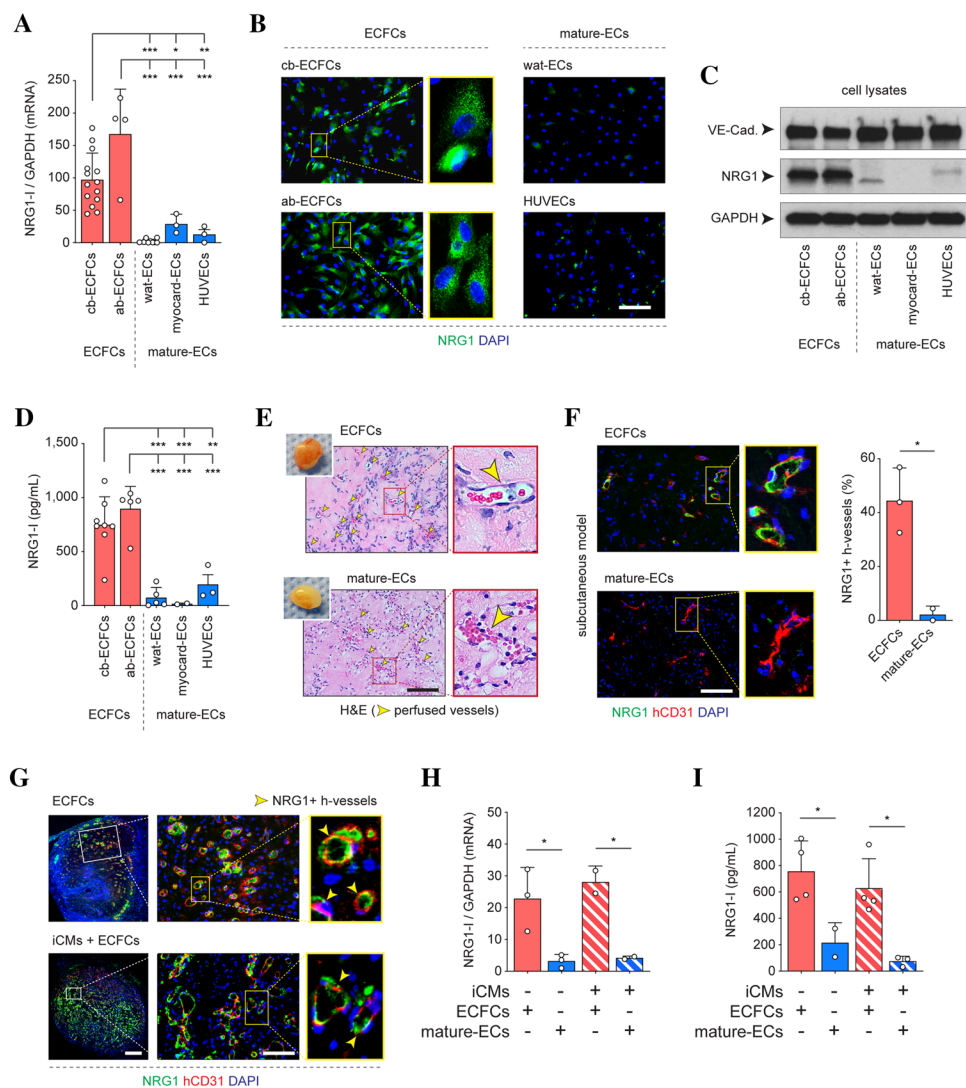 A
*** * **
*** *** ***
NRG1-I / GAPDH (mRNA)
250
200
150
100
50
0
cb-ECFCs
ab-ECFCs
wat-ECs
myocard-ECs
HUVECs
ECFCs
mature-ECs
B
ECFCs
mature-ECs
cb-ECFCs
wat-ECs
ab-ECFCs
HUVECs
NRG1 DAPI
C
cell lysates
VE-Cad.
NRG1
GAPDH
cb-ECFCs
ab-ECFCs
wat-ECs
myocard-ECs
HUVECs
ECFCs
mature-ECs
D
*** *** **
*** *** ***
NRG1-I (pg/mL)
1,500
1,000
500
0
cb-ECFCs
ab-ECFCs
wat-ECs
myocard-ECs
HUVECs
ECFCs
mature-ECs
E
ECFCs
mature-ECs
H&E (➤ perfused vessels)
F
ECFCs
mature-ECs
subcutaneous model
NRG1 hCD31 DAPI
*
NRG1+ h-vessels (%)
60
40
20
0
ECFCs
mature-ECs
G
ECFCs
➤ NRG1+ h-vessels
iCMs + ECFCs
NRG1 hCD31 DAPI
H
* *
NRG1-I / GAPDH (mRNA)
50
40
30
20
10
0
iCMs - - + +
ECFCs + - + -
mature-ECs - + - +
I
* *
NRG1-I (pg/mL)
1200
1000
800
600
400
200
0
iCMs - - + +
ECFCs + - + -
mature-ECs - + - +